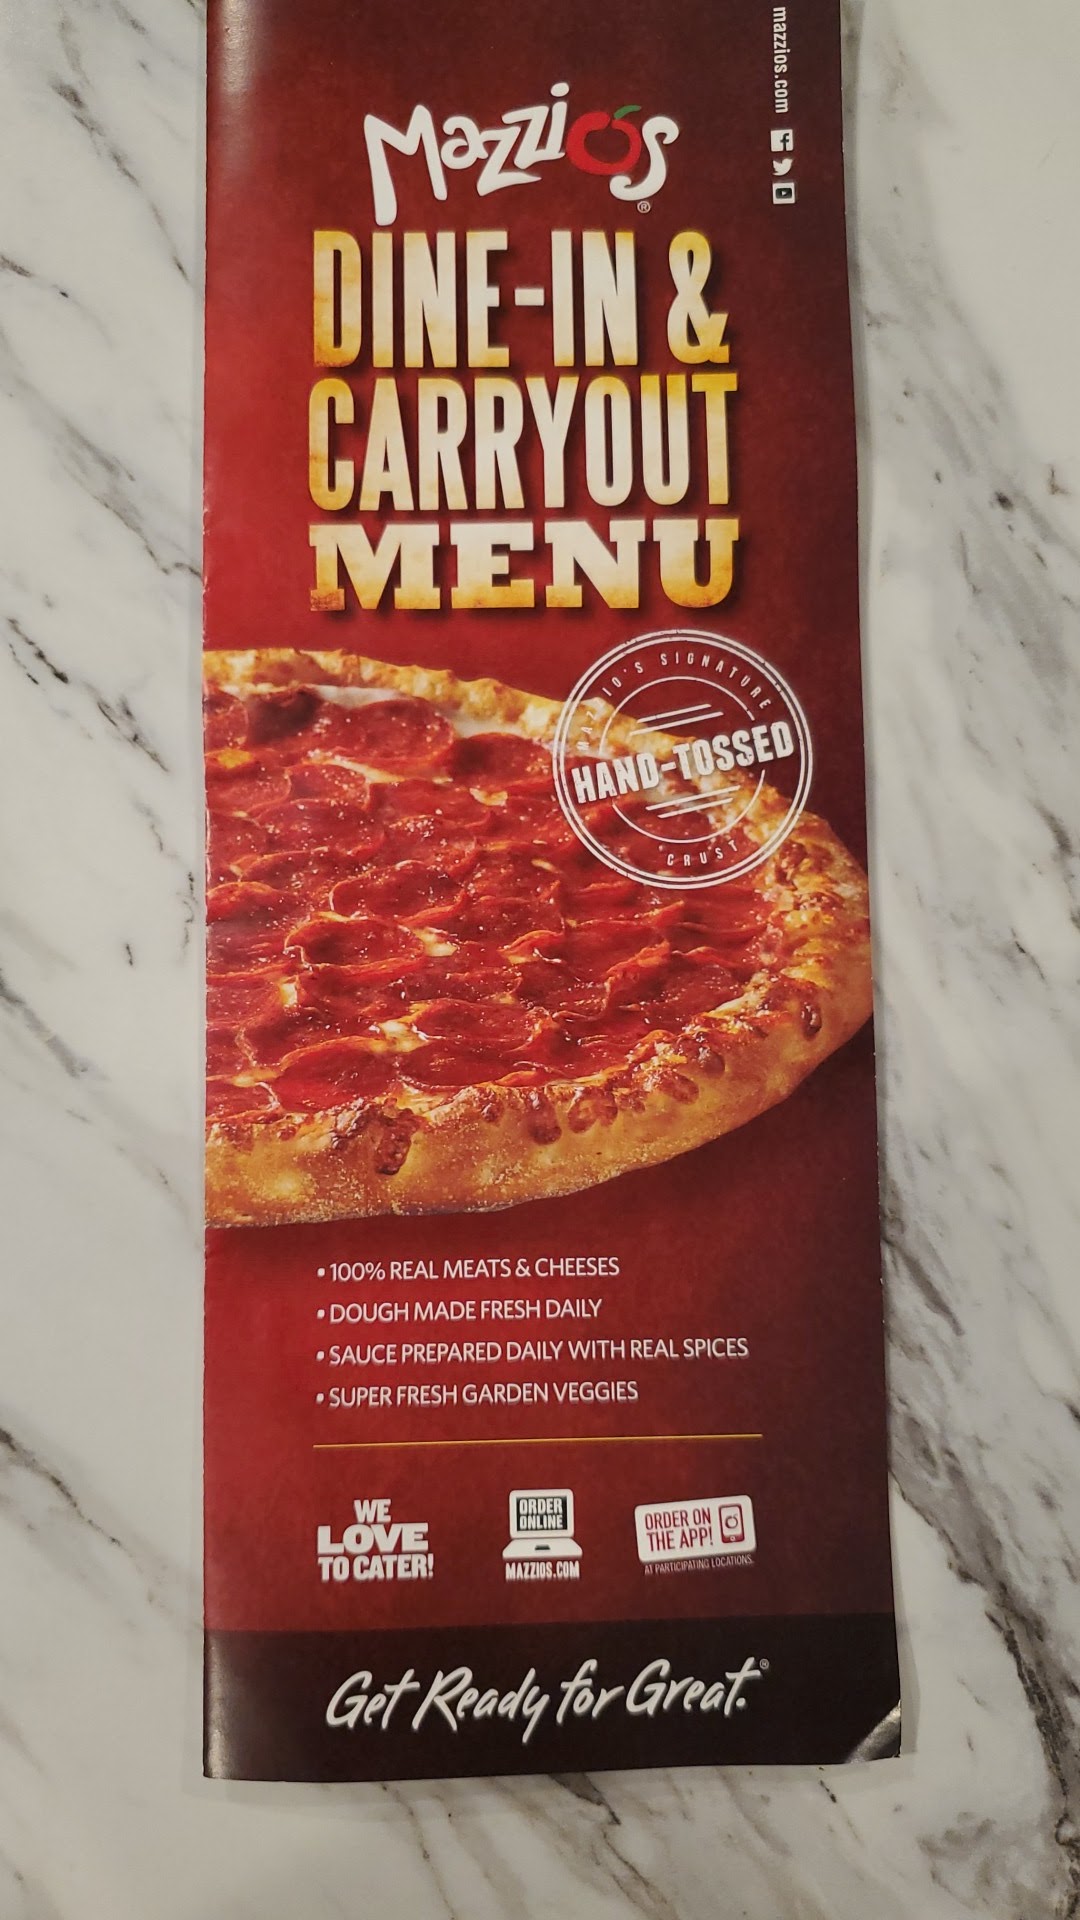 mazzios.com
Mazzio's®
DINE-IN &
CARRYOUT
MENU
MAZZIO'S SIGNATURE
HAND-TOSSED
CRUST
• 100% REAL MEATS & CHEESES
• DOUGH MADE FRESH DAILY
• SAUCE PREPARED DAILY WITH REAL SPICES
• SUPER FRESH GARDEN VEGGIES
WE
LOVE
TO CATER!
ORDER
ONLINE
MAZZIOS.COM
ORDER ON
THE APP!
AT PARTICIPATING LOCATIONS.
Get Ready for Great.®